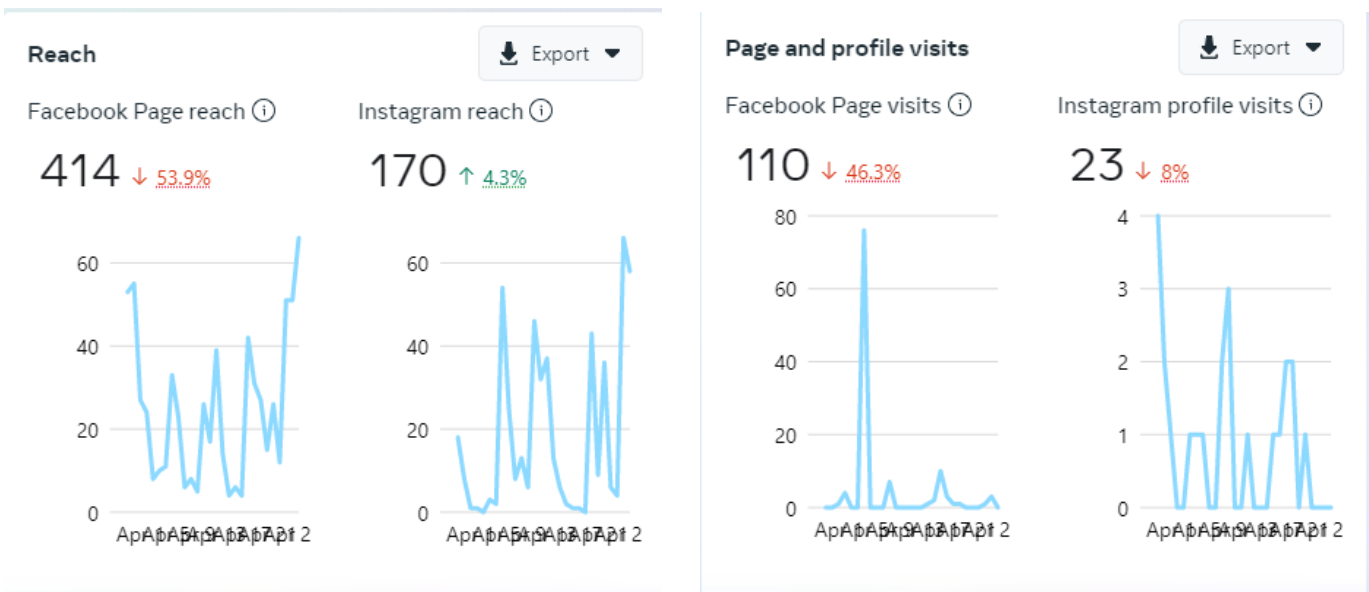 Reach
Export
Facebook Page reach
Instagram reach
414 ↓ 53.9%
170 ↑ 4.3%
60
40
20
0
60
40
20
0
Page and profile visits
Export
Facebook Page visits
Instagram profile visits
110 ↓ 46.3%
23 ↓ 8%
80
60
40
20
0
4
3
2
1
0